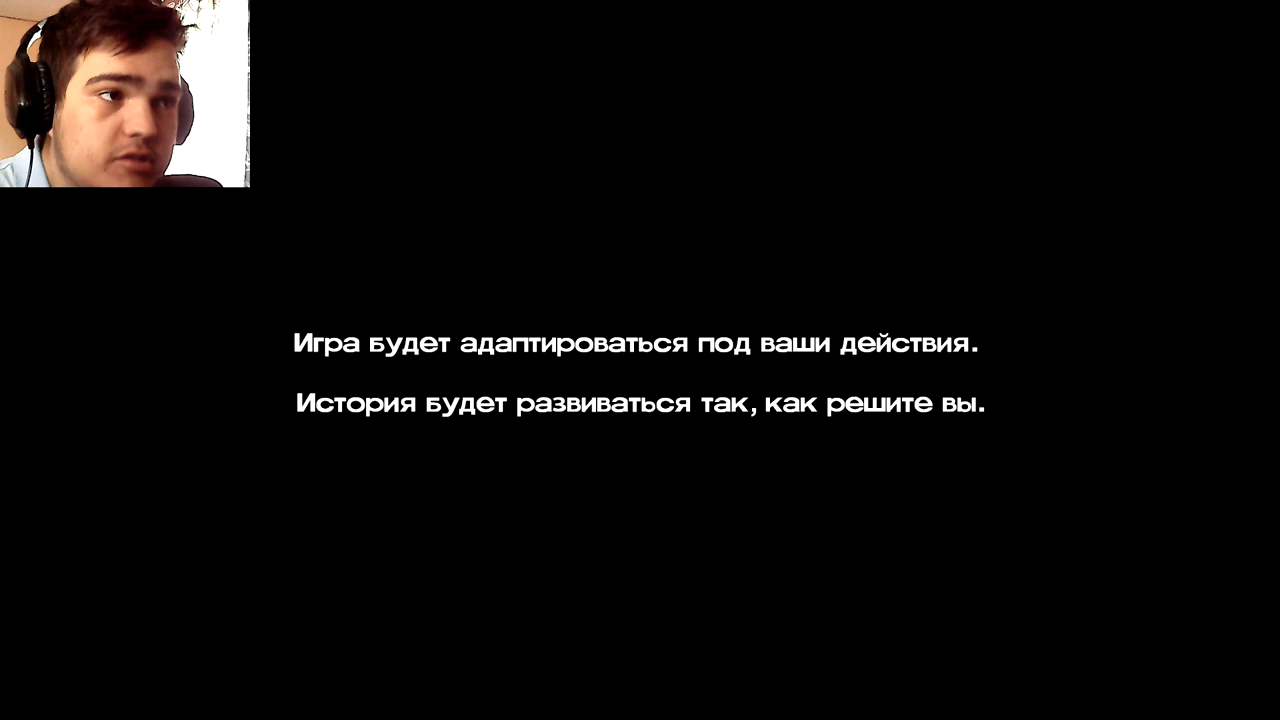 Игра будет адаптироваться под ваши действия.
История будет развиваться так, как решите вы.